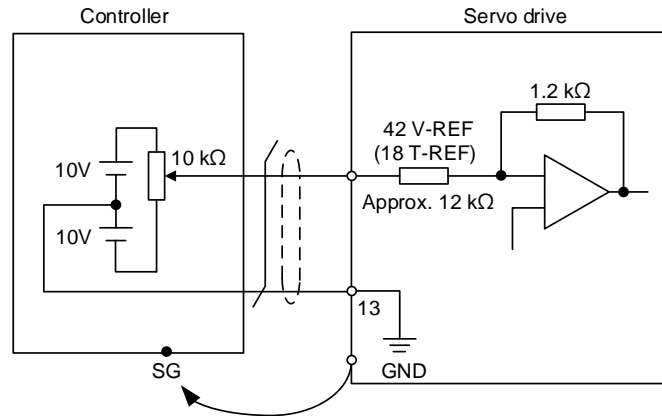 Controller
Servo drive
1.2 kΩ
42 V-REF
(18 T-REF)
10V
10 kΩ
Approx. 12 kΩ
10V
13
SG
GND